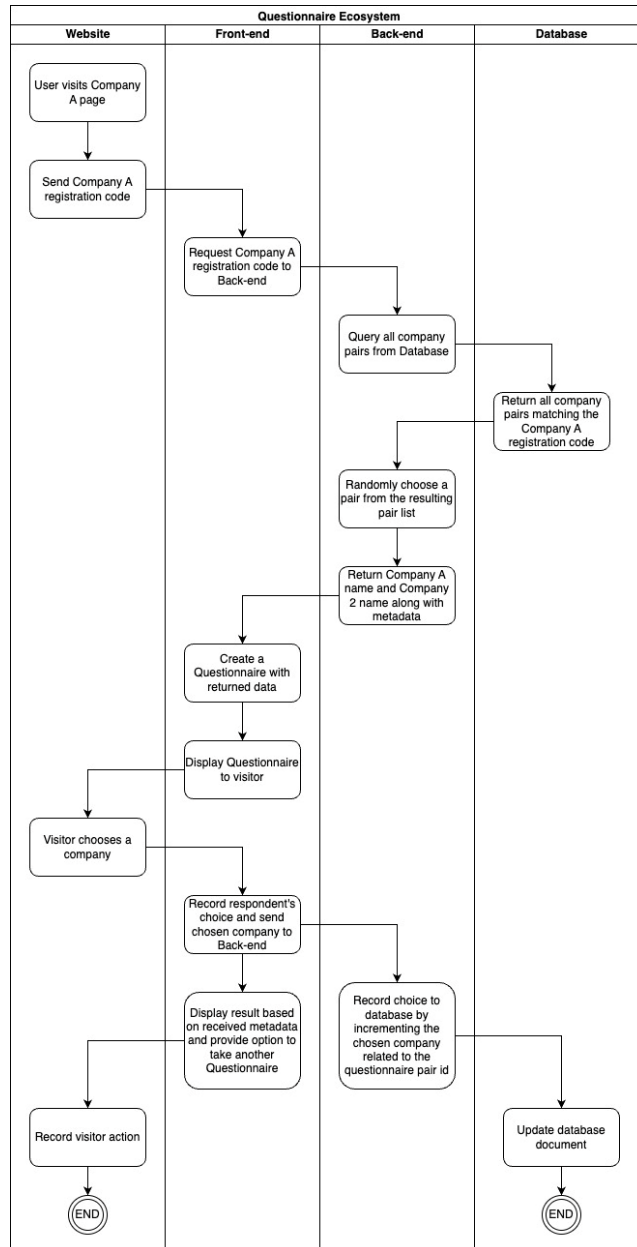 Questionnaire Ecosystem
Website
Front-end
Back-end
Database
User visits Company
A page
Send Company A
registration code
Request Company A
registration code to
Back-end
Query all company
pairs from Database
Return all company
pairs matching the
Company A
registration code
Randomly choose a
pair from the resulting
pair list
Return Company A
name and Company
2 name along with
metadata
Create a
Questionnaire with
returned data
Display Questionnaire
to visitor
Visitor chooses a
company
Record respondent's
choice and send
chosen company to
Back-end
Display result based
on received metadata
and provide option to
take another
Questionnaire
Record choice to
database by
incrementing the
chosen company
related to the
questionnaire pair id
Record visitor action
Update database
document
END
END